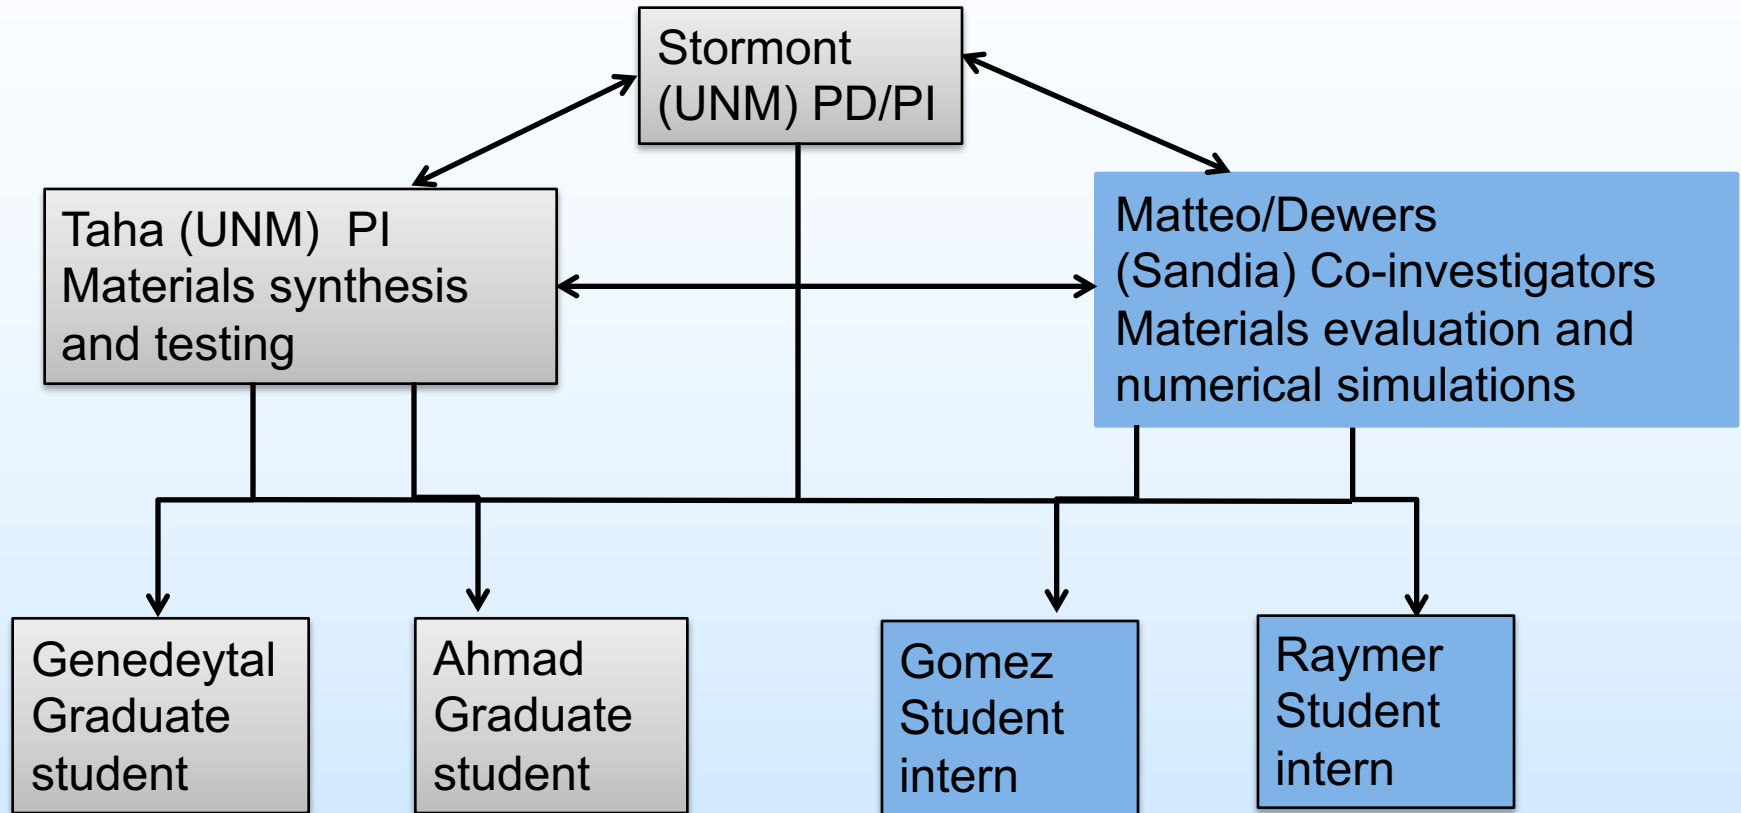 Stormont
(UNM) PD/PI
Taha (UNM)  PI
Materials synthesis
and testing
Matteo/Dewers
(Sandia) Co-investigators
Materials evaluation and
numerical simulations
Genedeytal
Graduate
student
Ahmad
Graduate
student
Gomez
Student
intern
Raymer
Student
intern